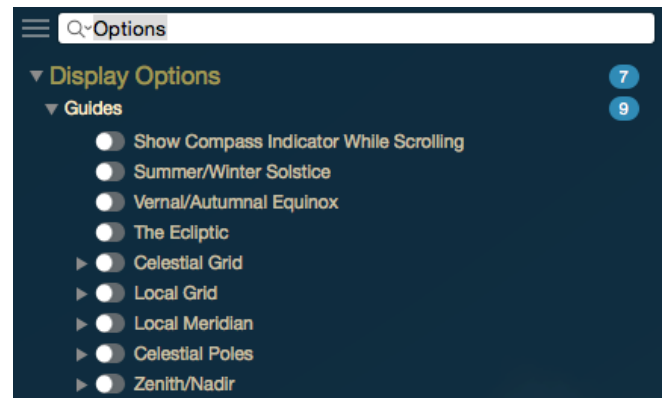 Options
Display Options 7
Guides 9
Show Compass Indicator While Scrolling
Summer/Winter Solstice
Vernal/Autumnal Equinox
The Ecliptic
Celestial Grid
Local Grid
Local Meridian
Celestial Poles
Zenith/Nadir